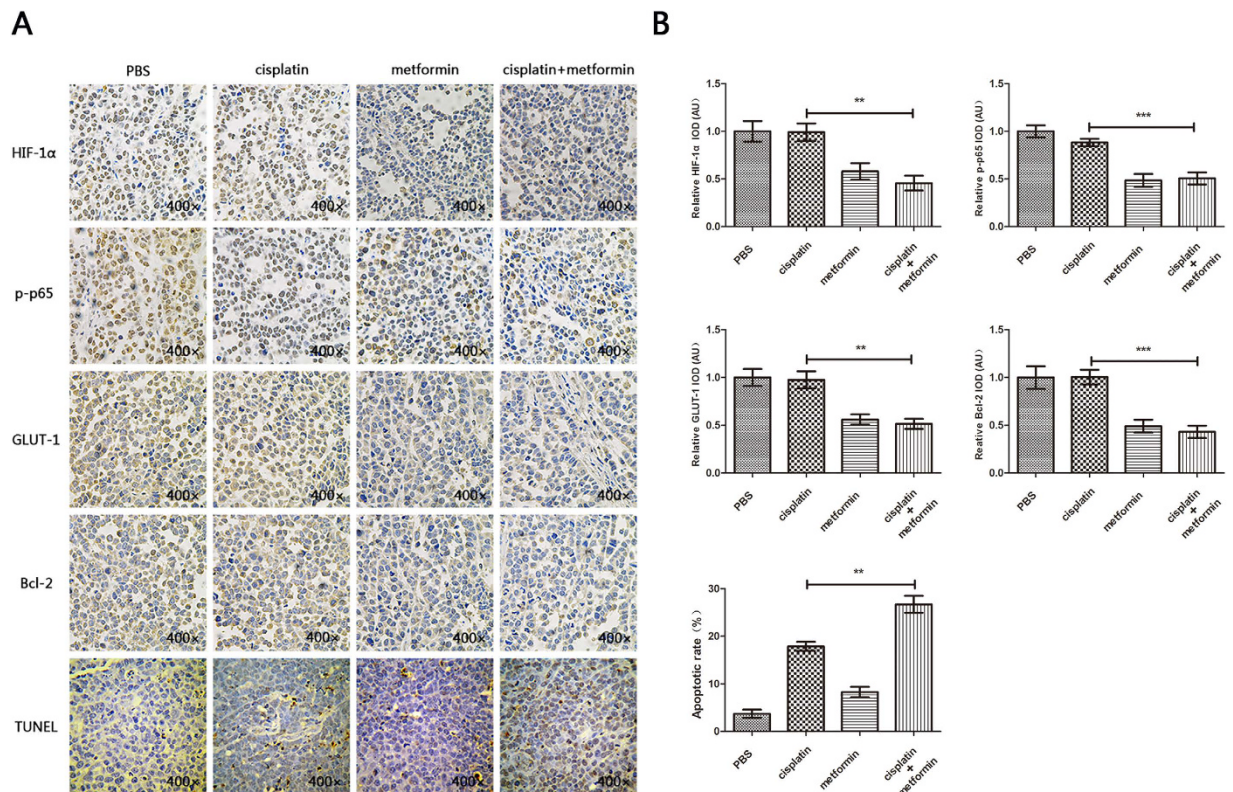 A
B
PBS
cisplatin
metformin
cisplatin+metformin
HIF-1α
400×
400×
400×
400×
p-p65
400×
400×
400×
400×
GLUT-1
400×
400×
400×
400×
Bcl-2
400×
400×
400×
400×
TUNEL
400×
400×
400×
400×
Relative HIF-1α IOD (AU)
1.5
1.0
0.5
0.0
**
PBS
cisplatin
metformin
cisplatin
+
metformin
Relative p-p65 IOD (AU)
1.5
1.0
0.5
0.0
***
PBS
cisplatin
metformin
cisplatin
+
metformin
Relative GLUT-1 IOD (AU)
1.5
1.0
0.5
0.0
**
PBS
cisplatin
metformin
cisplatin
+
metformin
Relative Bcl-2 IOD (AU)
1.5
1.0
0.5
0.0
***
PBS
cisplatin
metformin
cisplatin
+
metformin
Apoptotic rate (%)
30
20
10
0
**
PBS
cisplatin
metformin
cisplatin
+
metformin